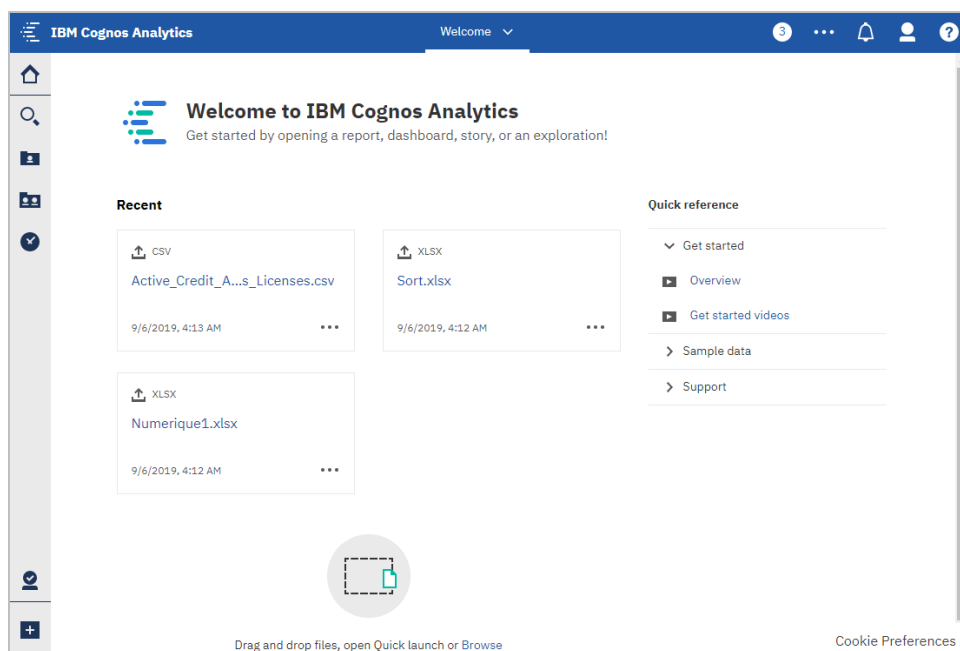 IBM Cognos Analytics
Welcome
3
?
Welcome to IBM Cognos Analytics
Get started by opening a report, dashboard, story, or an exploration!
Recent
CSV
Active_Credit_A...s_Licenses.csv
9/6/2019, 4:13 AM
XLSX
Sort.xlsx
9/6/2019, 4:12 AM
XLSX
Numerique1.xlsx
9/6/2019, 4:12 AM
Quick reference
Get started
Overview
Get started videos
Sample data
Support
Drag and drop files, open Quick launch or Browse
Cookie Preferences